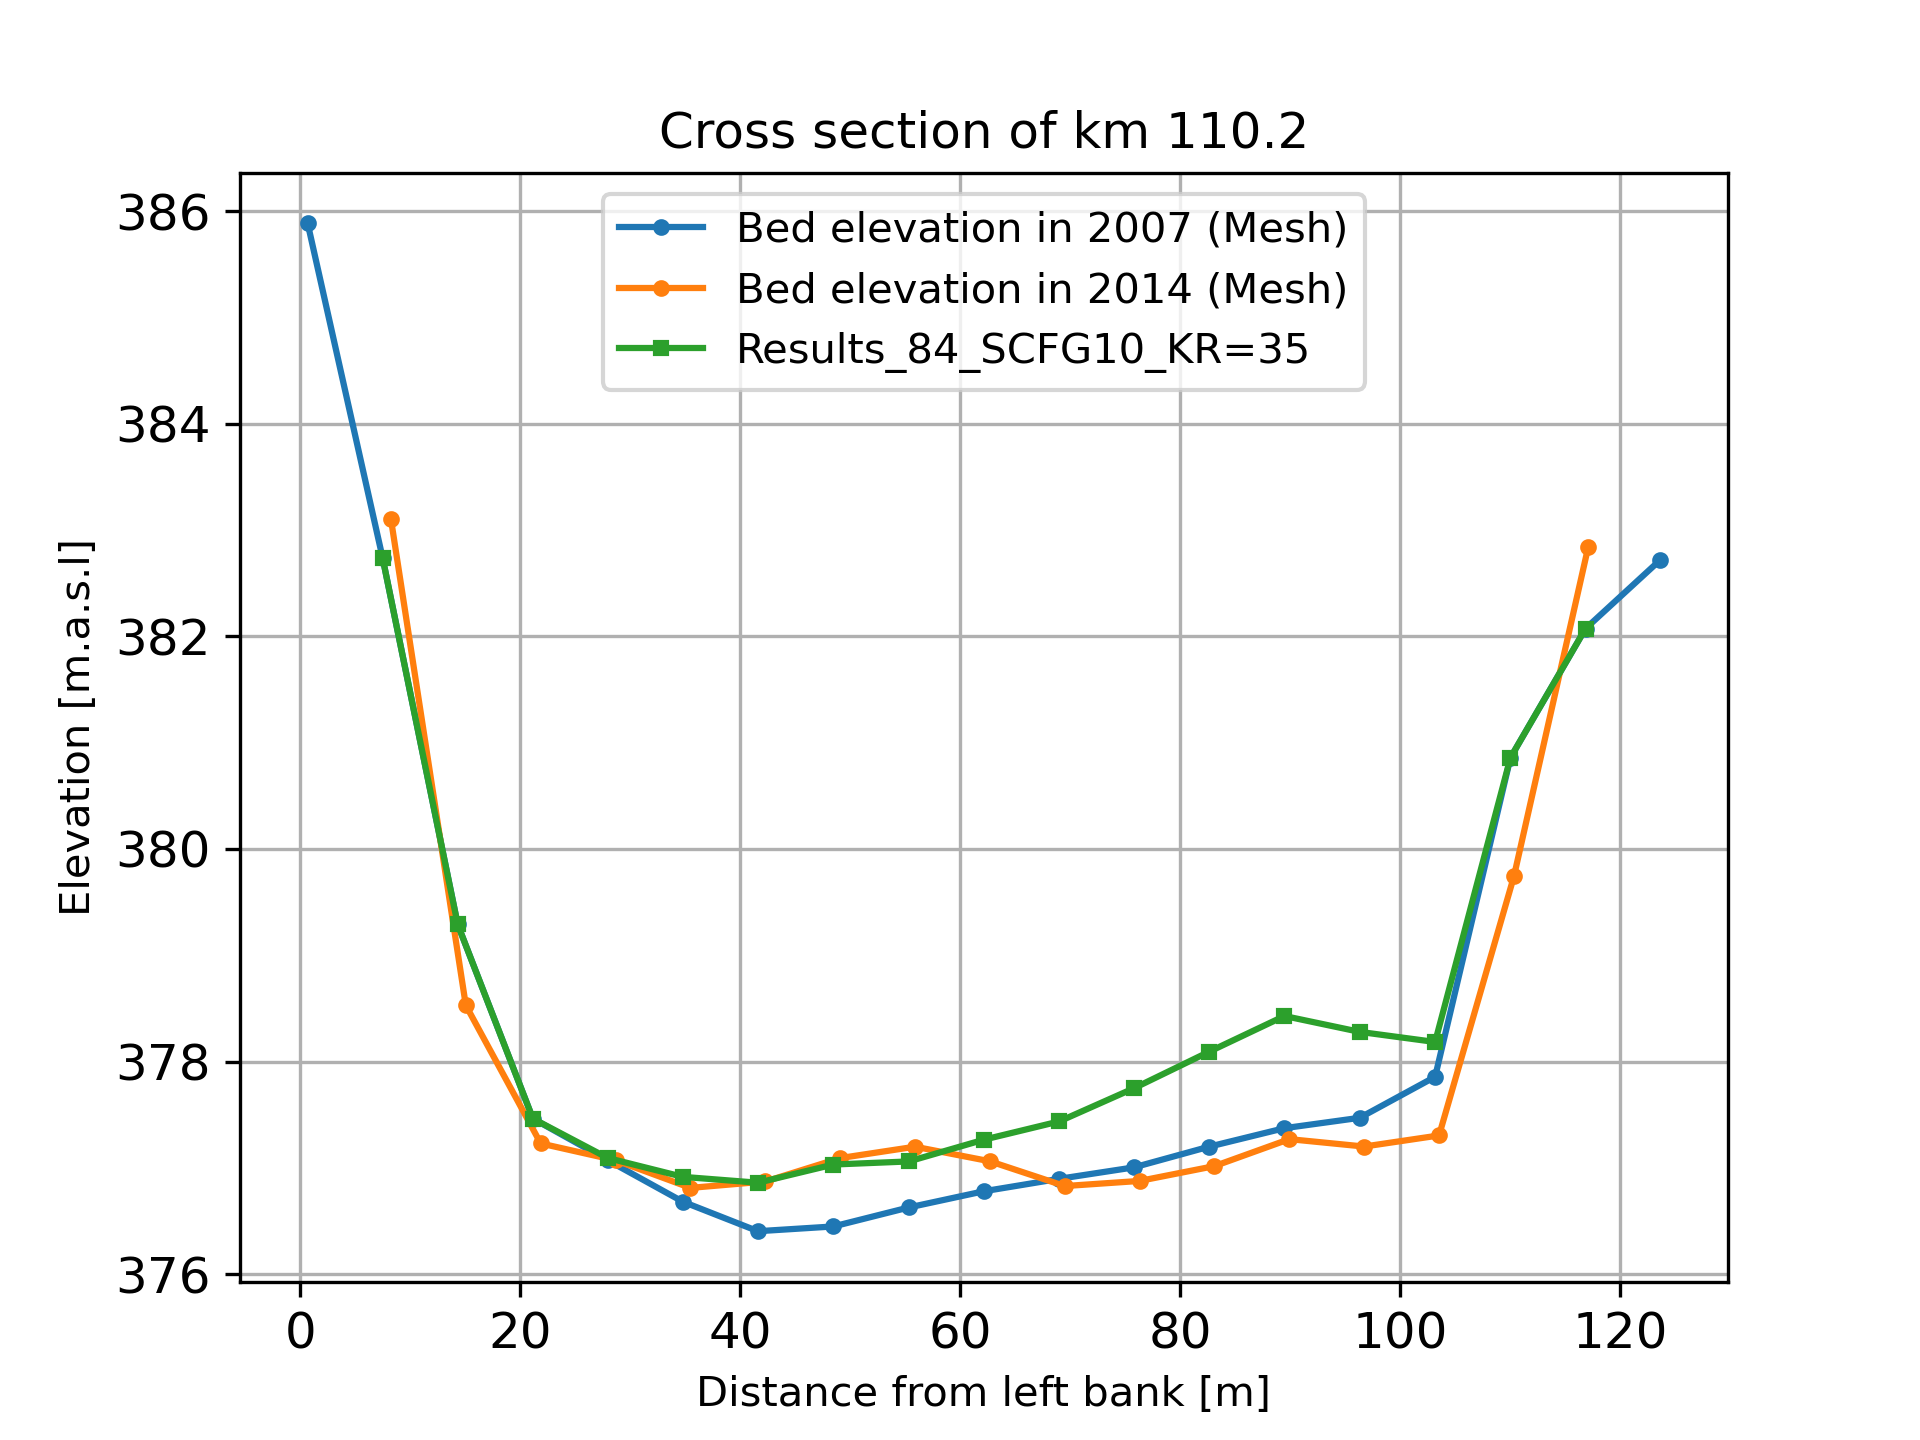 Cross section of km 110.2
Bed elevation in 2007 (Mesh)
Bed elevation in 2014 (Mesh)
Results_84_SCFG10_KR=35
Elevation [m.a.s.l]
386
384
382
380
378
376
0 20 40 60 80 100 120
Distance from left bank [m]